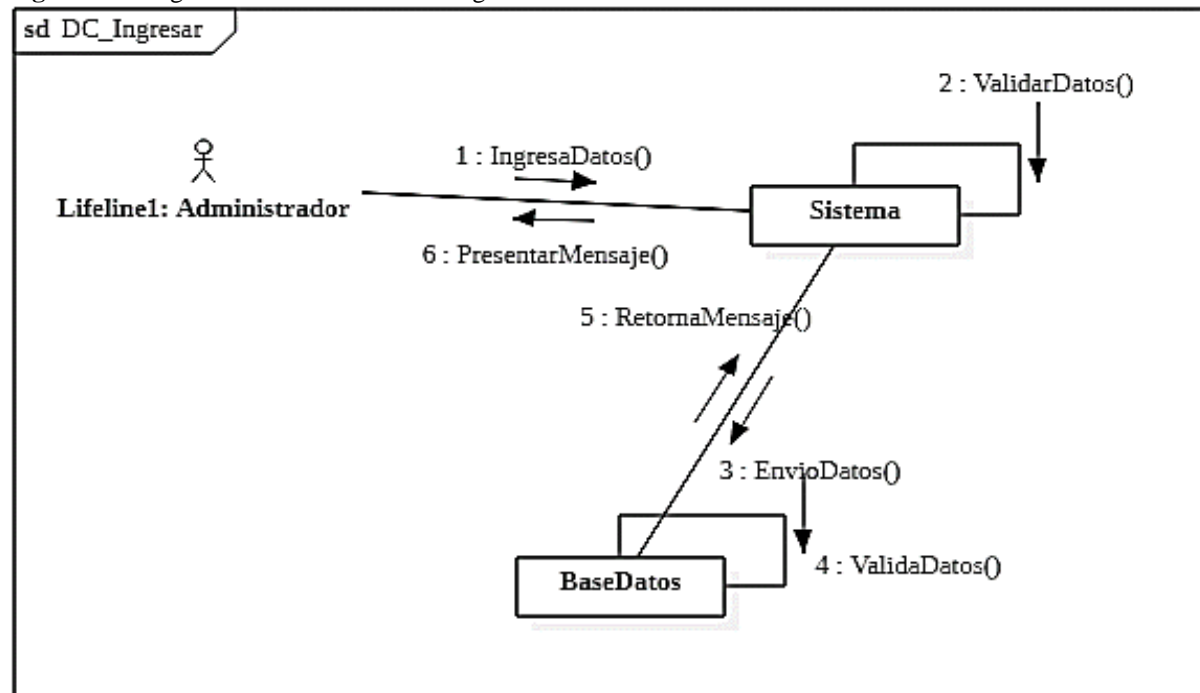 sd DC_Ingresar
2 : ValidarDatos()
1 : IngresaDatos()
Lifeline1: Administrador
Sistema
6 : PresentarMensaje()
5 : RetornaMensaje()
3 : EnvioDatos()
4 : ValidaDatos()
BaseDatos